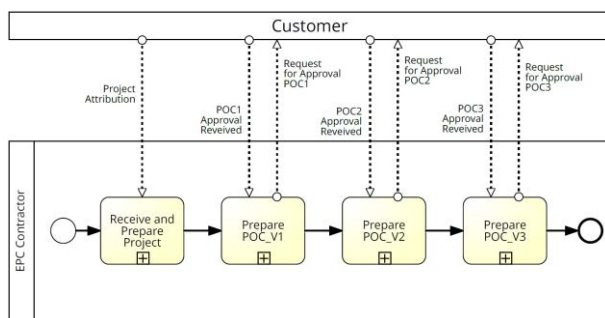 Customer
Project
Attribution
POC1
Approval
Reveived
Request
for Approval
POC1
POC2
Approval
Reveived
Request
for Approval
POC2
POC3
Approval
Reveived
Request
for Approval
POC3
EPC Contractor
Receive and
Prepare
Project
Prepare
POC_V1
Prepare
POC_V2
Prepare
POC_V3